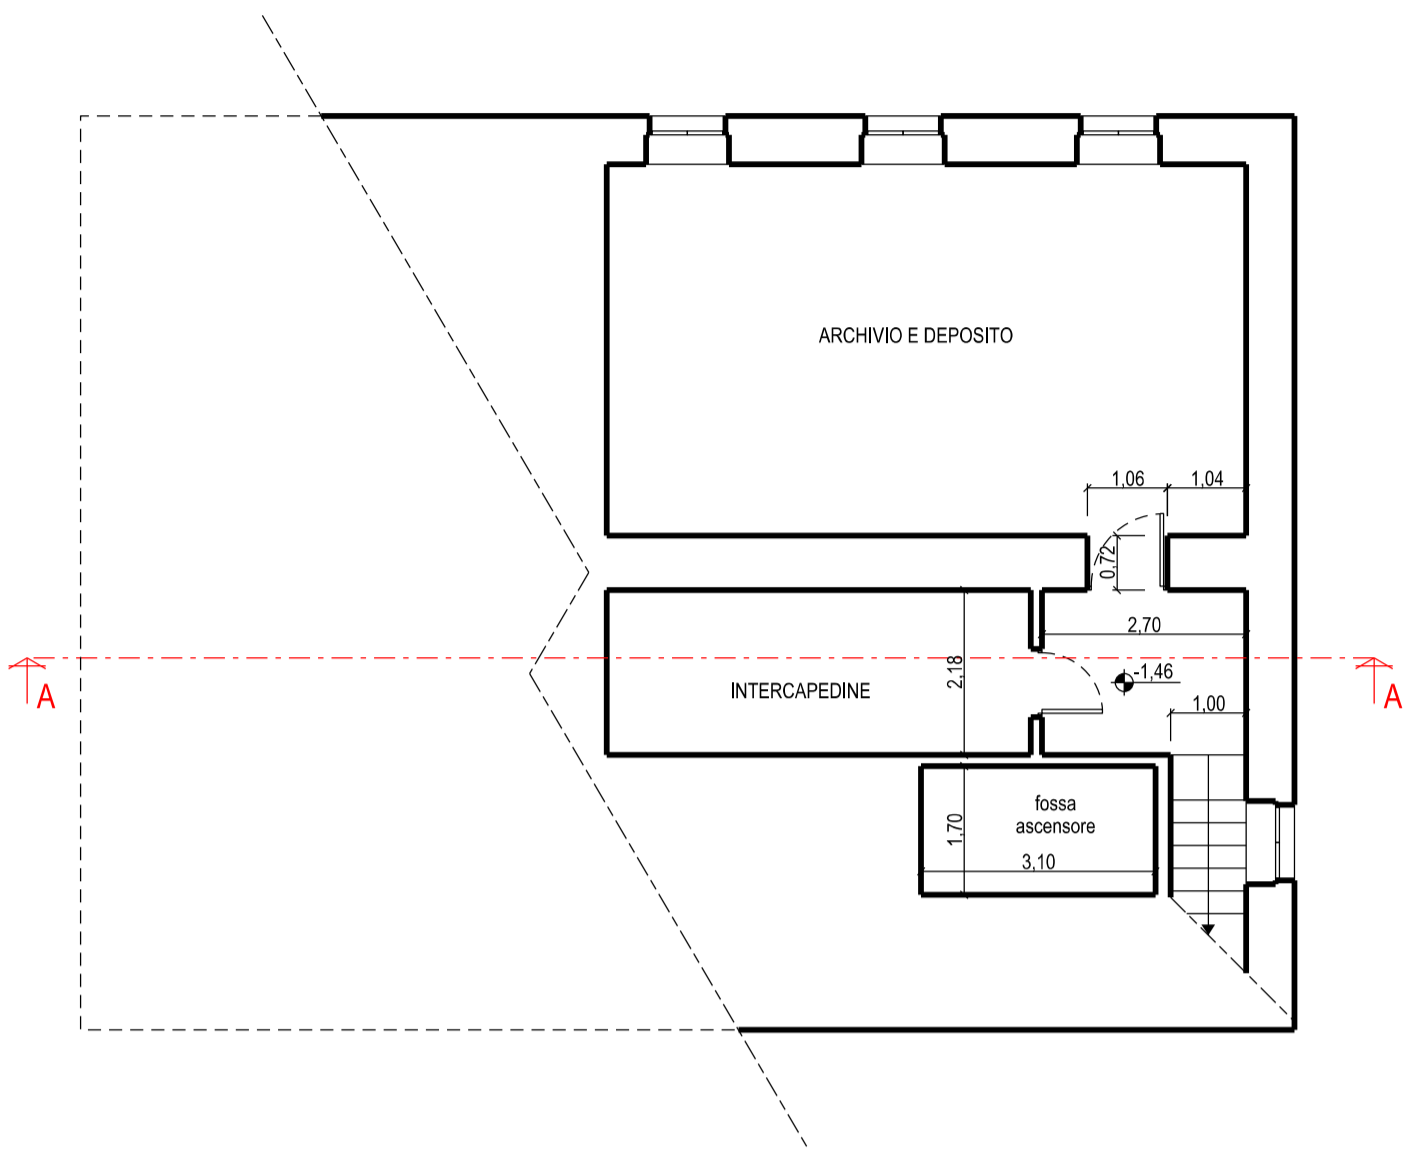 ARCHIVIO E DEPOSITO
1,06
1,04
0,72
2,70
2,18
INTERCAPEDINE
-1,46
A
A
1,00
fossa
ascensore
1,70
3,10